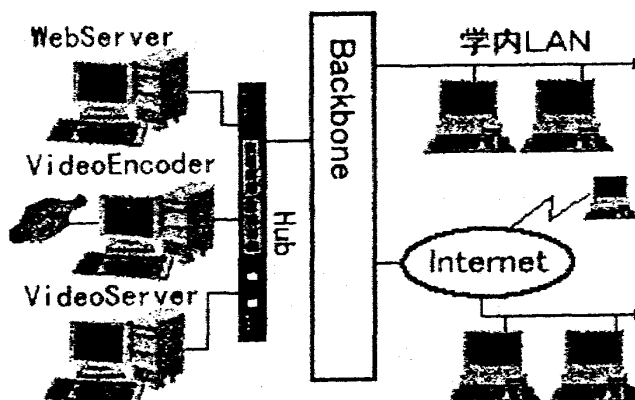 WebServer
VideoEncoder
VideoServer
Hub
Backbone
学内LAN
Internet